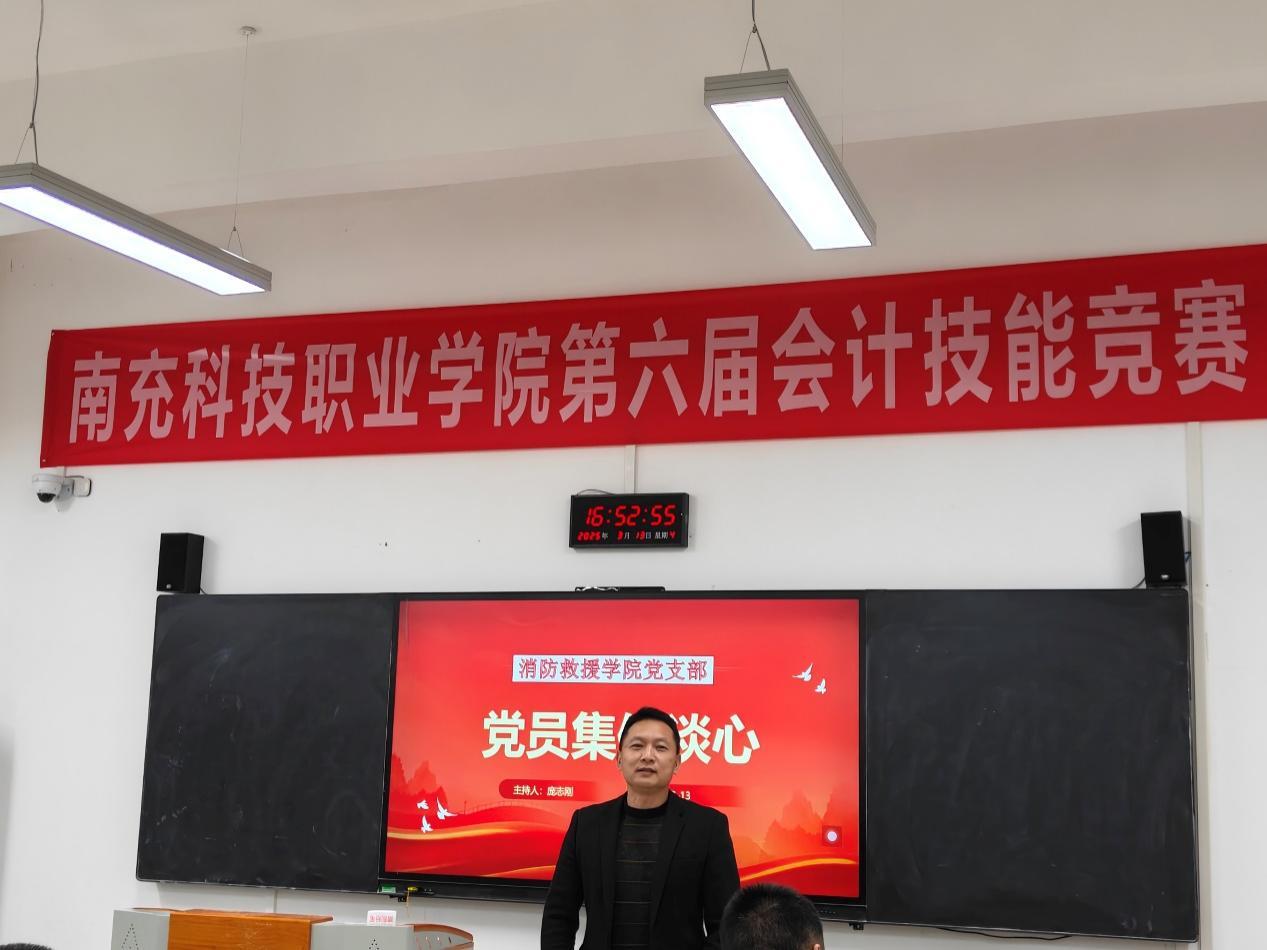 南充科技职业学院第六届会计技能竞赛
16:52:55
2025年 3月 13日 星期4
消防救援学院党支部
党员集 谈心
主持人：庞志刚
13